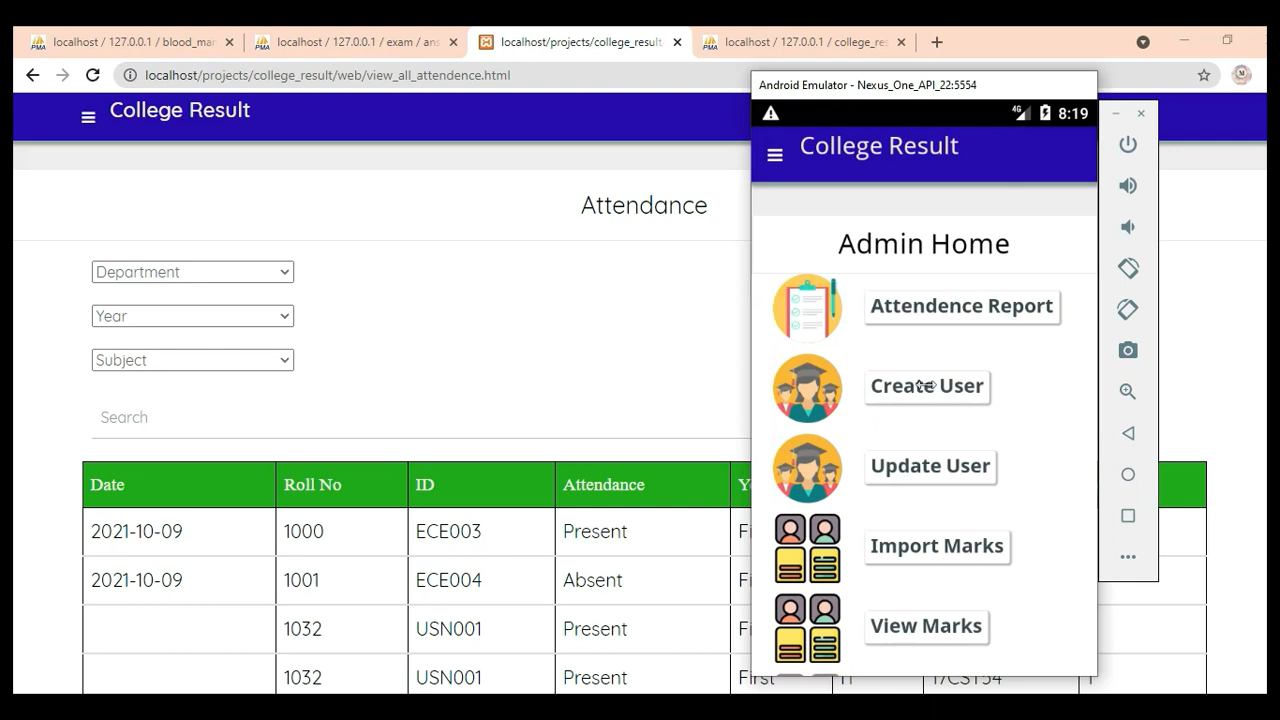 localhost / 127.0.0.1 / blood_mar
localhost / 127.0.0.1 / exam / ans
localhost/projects/college_result
localhost / 127.0.0.1 / college_res
localhost/projects/college_result/web/view_all_attendence.html
College Result
Attendance
Department
Year
Subject
Search
Date Roll No ID Attendance
2021-10-09 1000 ECE003 Present
2021-10-09 1001 ECE004 Absent
1032 USN001 Present
1032 USN001 Present First
Android Emulator - Nexus_One_API_22:5554
4G 8:19
College Result
Admin Home
Attendence Report
Create User
Update User
Import Marks
View Marks